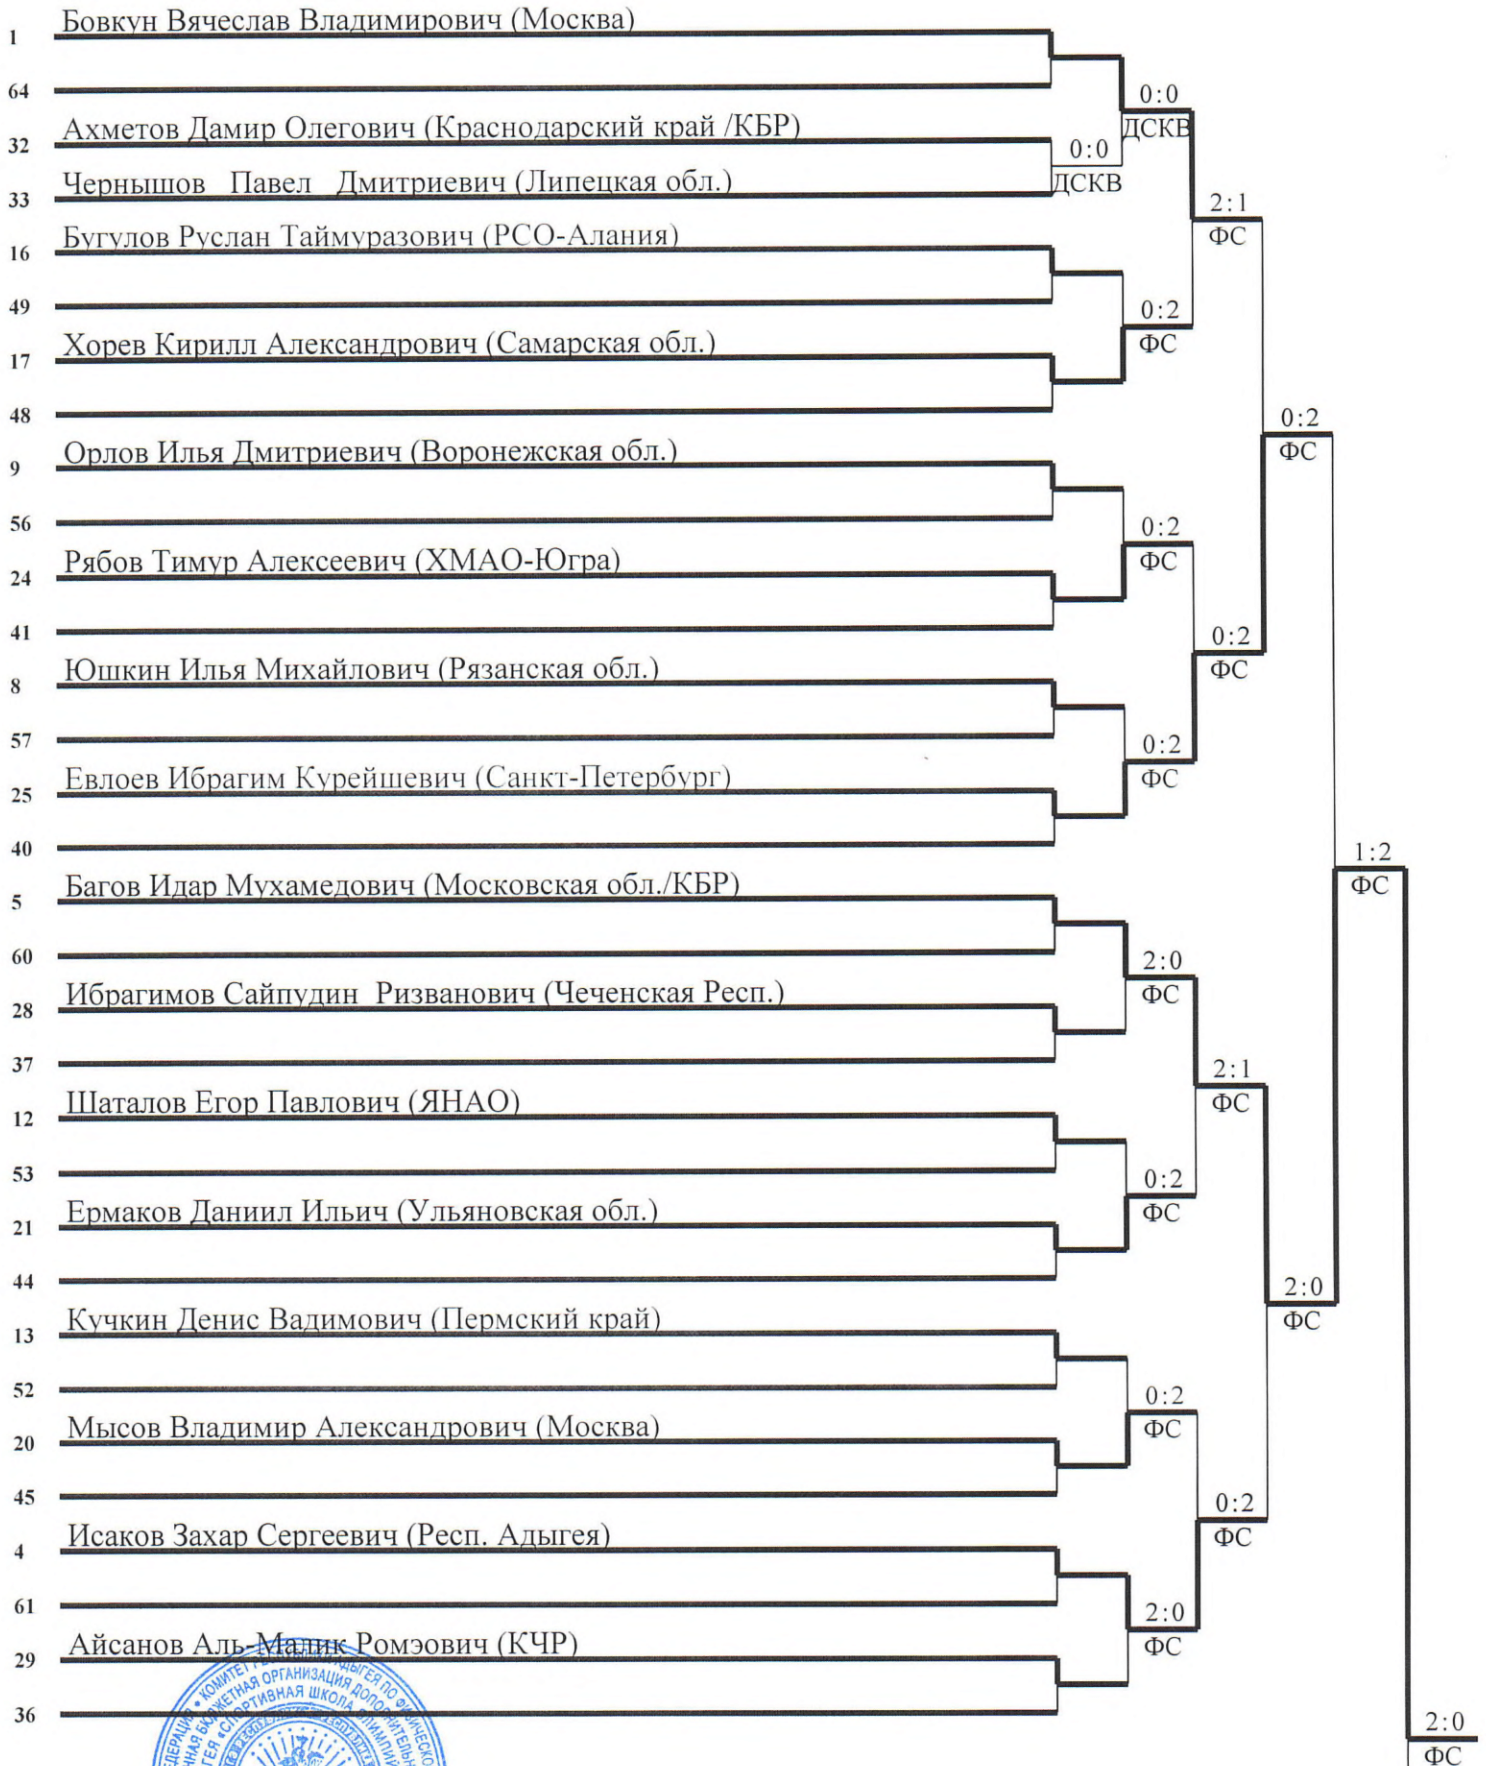 Бовкун Вячеслав Владимирович (Москва)
1
64
0:0
Ахметов Дамир Олегович (Краснодарский край /КБР)
ДСКВ
32
0:0
Чернышов Павел Дмитриевич (Липецкая обл.)
ДСКВ
33
2:1
Бугулов Руслан Таймуразович (РСО-Алания)
ФС
16
49
0:2
Хорев Кирилл Александрович (Самарская обл.)
ФС
17
48
0:2
Орлов Илья Дмитриевич (Воронежская обл.)
ФС
9
56
0:2
Рябов Тимур Алексеевич (ХМАО-Югра)
ФС
24
41
0:2
Юшкин Илья Михайлович (Рязанская обл.)
ФС
8
57
0:2
Евлоев Ибрагим Курейшевич (Санкт-Петербург)
ФС
25
40
1:2
Багов Идар Мухамедович (Московская обл./КБР)
ФС
5
60
2:0
Ибрагимов Сайпудин Ризванович (Чеченская Респ.)
ФС
28
37
2:1
Шаталов Егор Павлович (ЯНАО)
ФС
12
53
0:2
Ермаков Даниил Ильич (Ульяновская обл.)
ФС
21
44
2:0
Кучкин Денис Вадимович (Пермский край)
ФС
13
52
0:2
Мысов Владимир Александрович (Москва)
ФС
20
45
0:2
Исаков Захар Сергеевич (Респ. Адыгея)
ФС
4
61
2:0
Айсанов Аль-Малик Ромэович (КЧР)
ФС
29
36
2:0
ФС
КОМИТЕТ РЕСПУБЛИКИ АДЫГЕЯ ПО
БЮДЖЕТНАЯ ОРГАНИЗАЦИЯ
«СПОРТИВНАЯ ШКОЛА